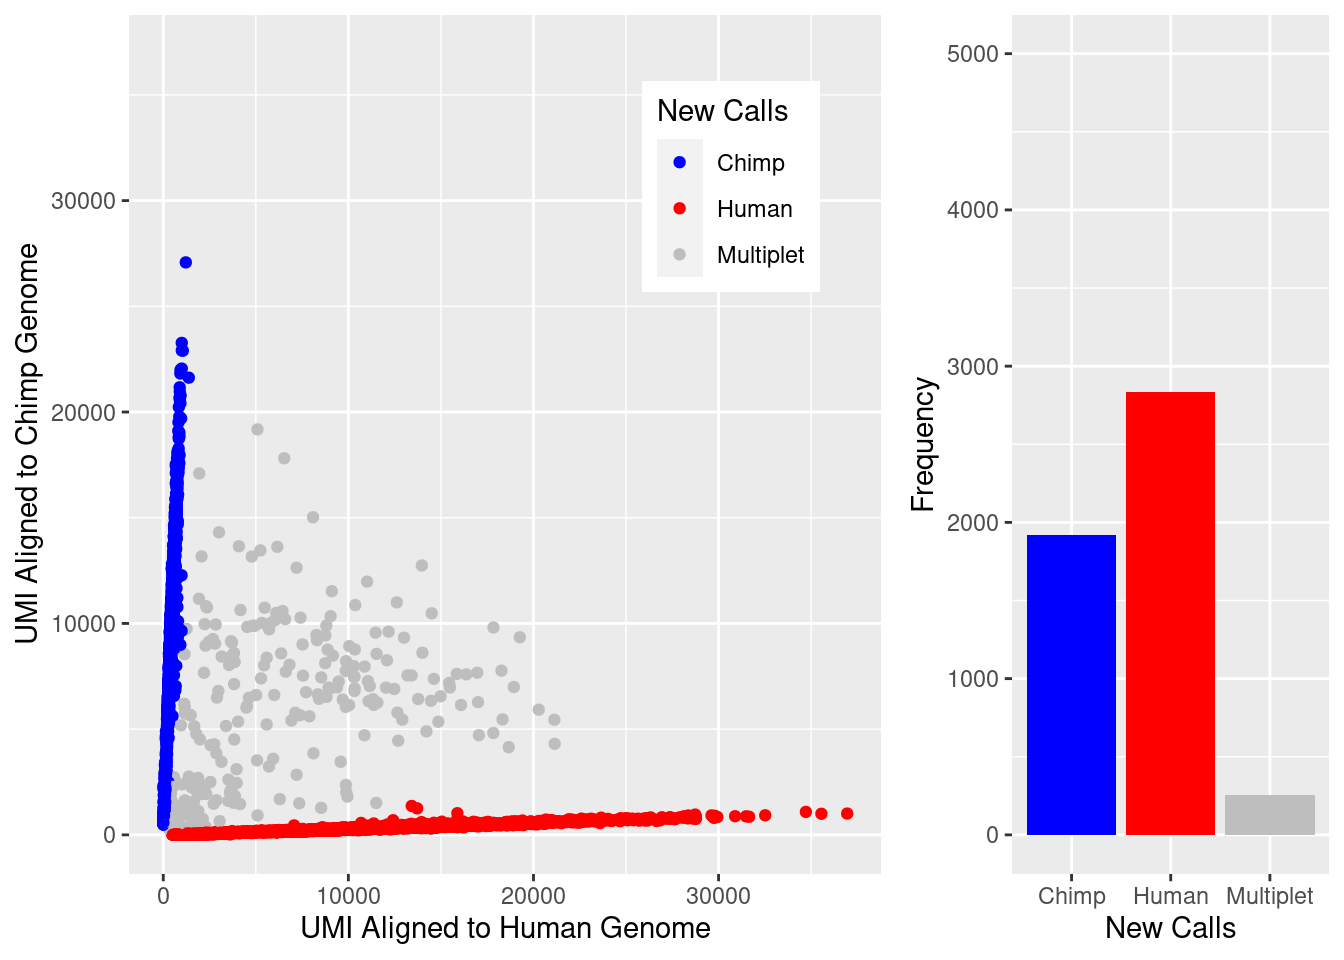 UMI Aligned to Chimp Genome
30000
20000
10000
0
0
10000
20000
30000
UMI Aligned to Human Genome
New Calls
Chimp
Human
Multiplet
Frequency
5000
4000
3000
2000
1000
0
Chimp
Human
Multiplet
New Calls